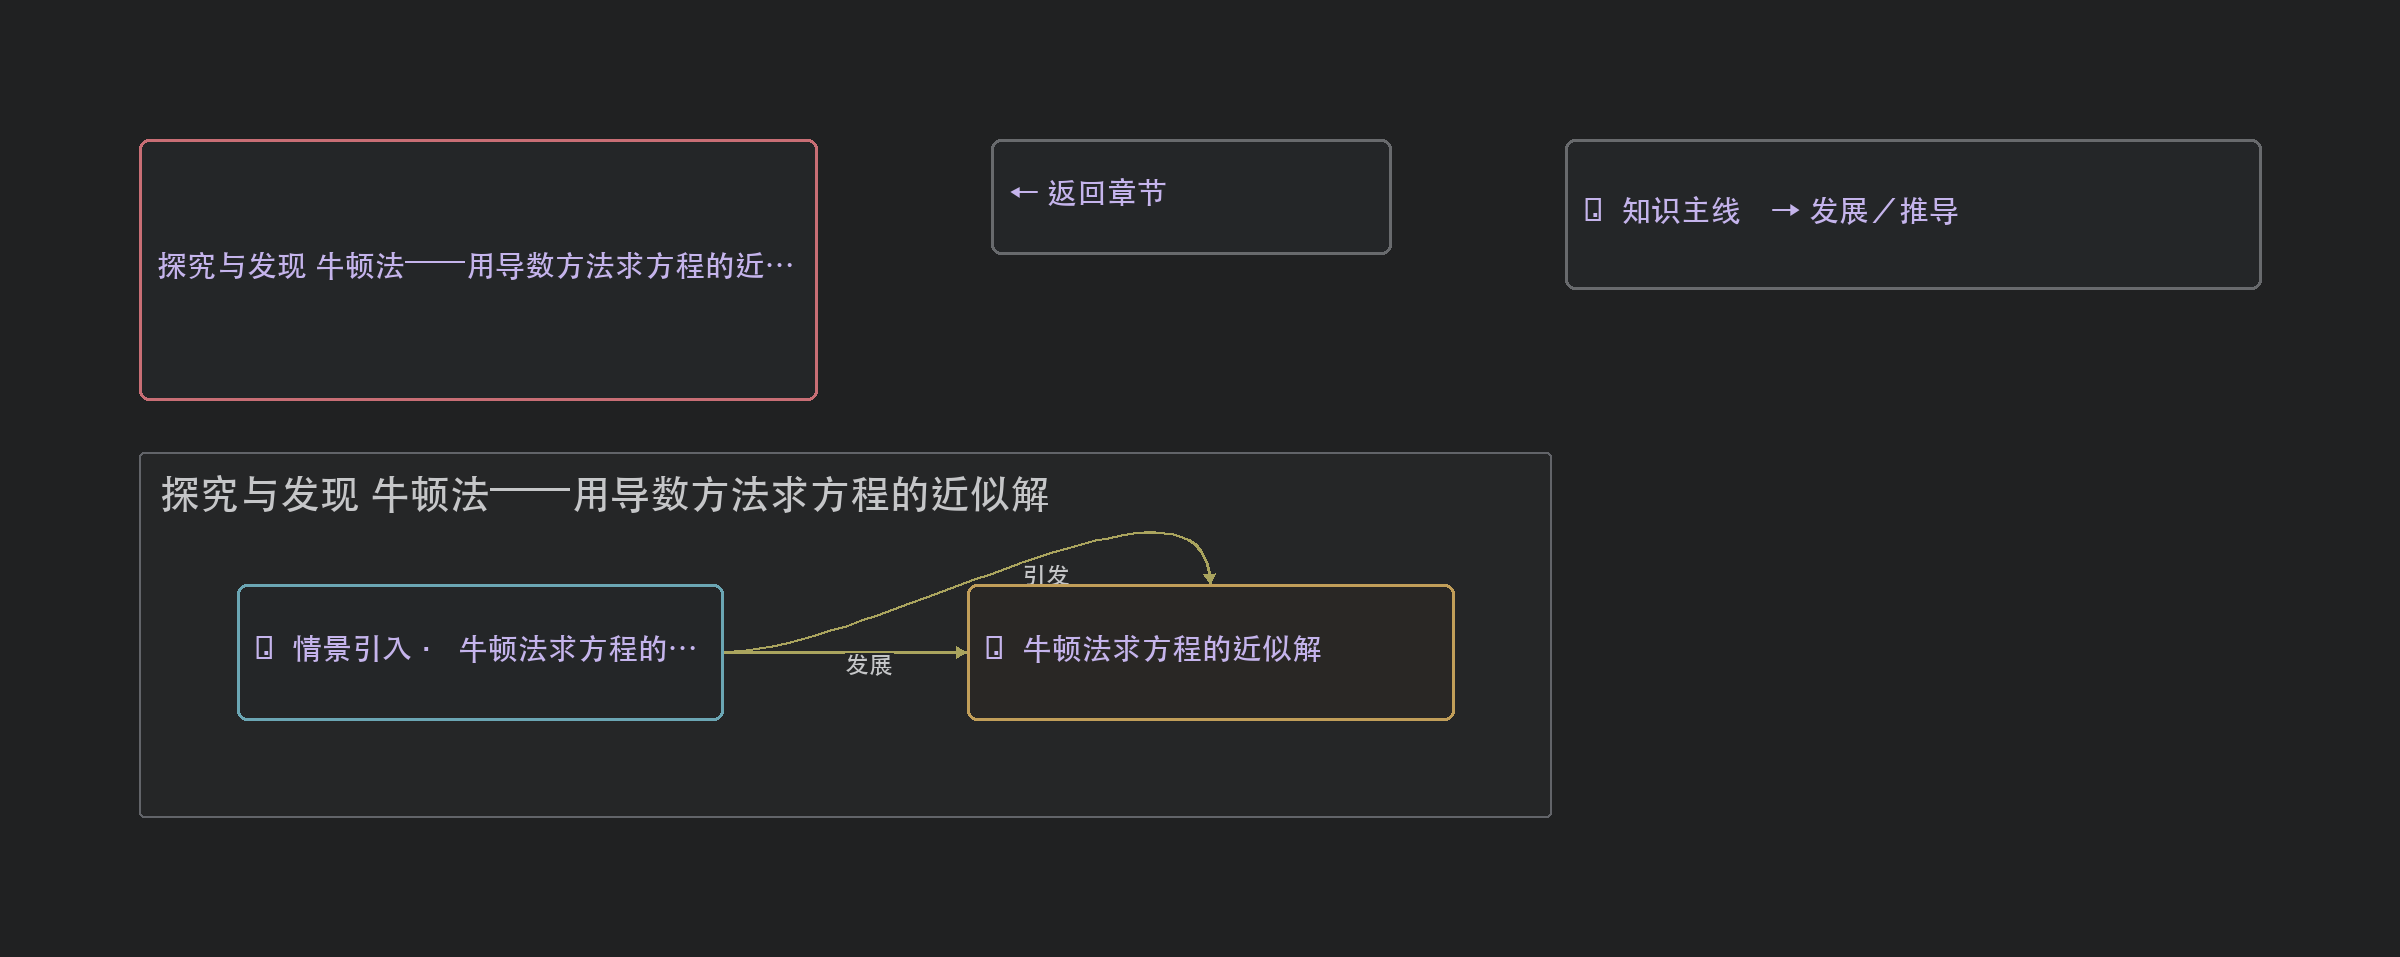 探究与发现 牛顿法——用导数方法求方程的近…
← 返回章节
知识主线 → 发展／推导
探究与发现 牛顿法——用导数方法求方程的近似解
引发
情景引入· 牛顿法求方程的…
发展
牛顿法求方程的近似解